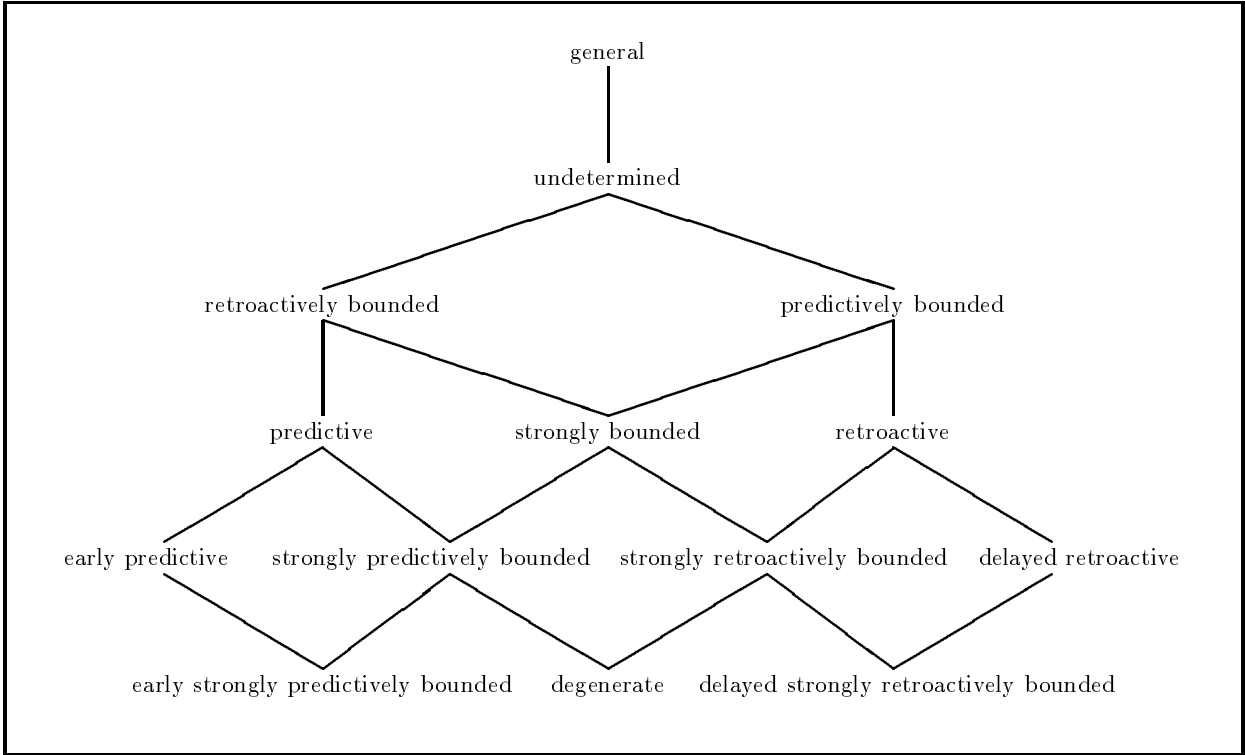 general
undetermined
retroactively bounded predictively bounded
predictive strongly bounded retroactive
early predictive strongly predictively bounded strongly retroactively bounded delayed retroactive
early strongly predictively bounded degenerate delayed strongly retroactively bounded